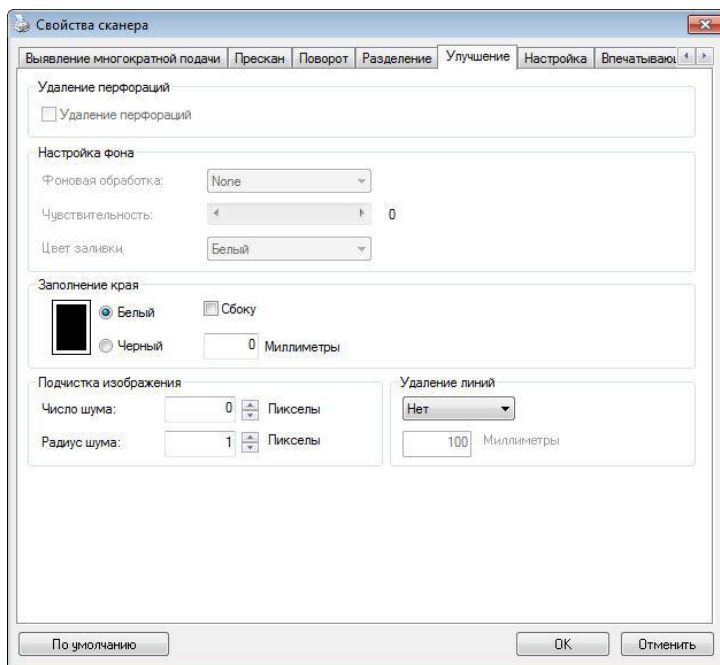 Свойства сканера
Выявление многократной подачи Прескан Поворот Разделение Улучшение Настройка Впечатывающ
Удаление перфораций
Удаление перфораций
Настройка фона
Фоновая обработка: None
Чувствительность: 0
Цвет заливки Белый
Заполнение края
Белый Сбоку
Черный 0 Миллиметры
Подчистка изображения Удаление линий
Число шума: 0 Пикселы Нет
Радиус шума: 1 Пикселы 100 Миллиметры
По умолчанию OK Отменить